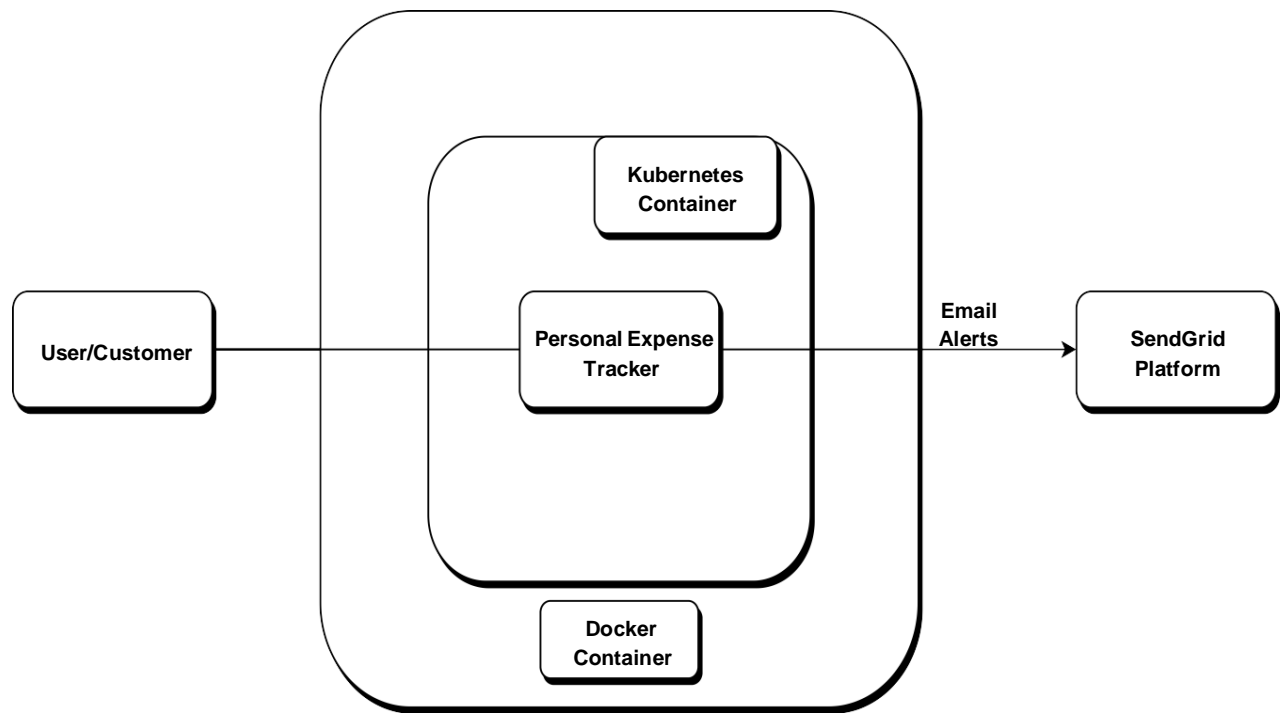 Kubernetes
Container
User/Customer
Personal Expense
Tracker
Email
Alerts
SendGrid
Platform
Docker
Container